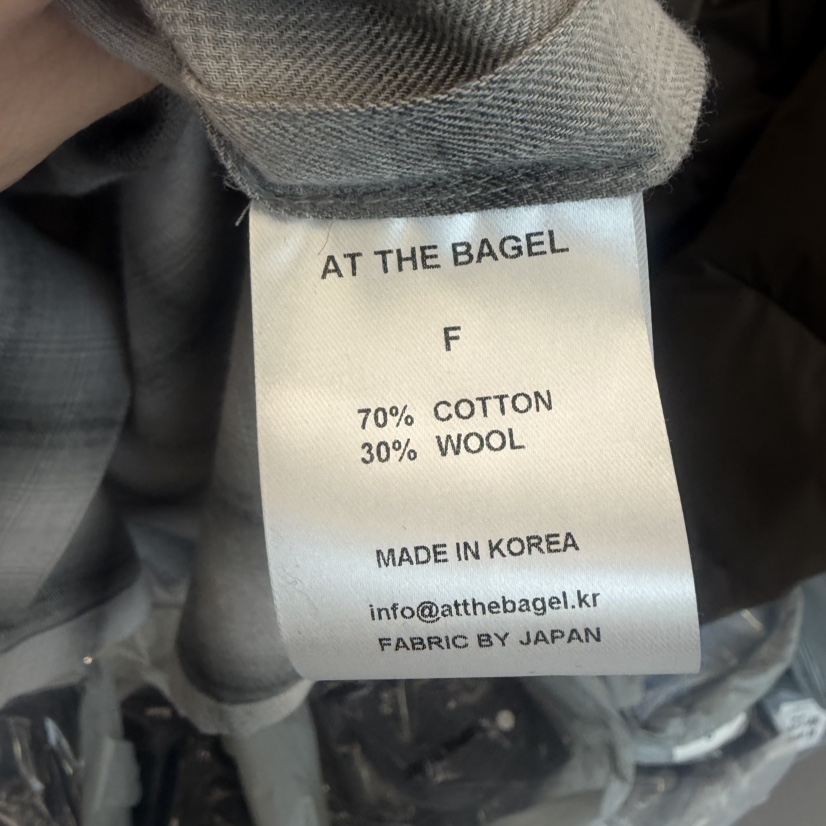 AT THE BAGEL
F
70% COTTON
30% WOOL
MADE IN KOREA
info@atthebagel.kr
FABRIC BY JAPAN